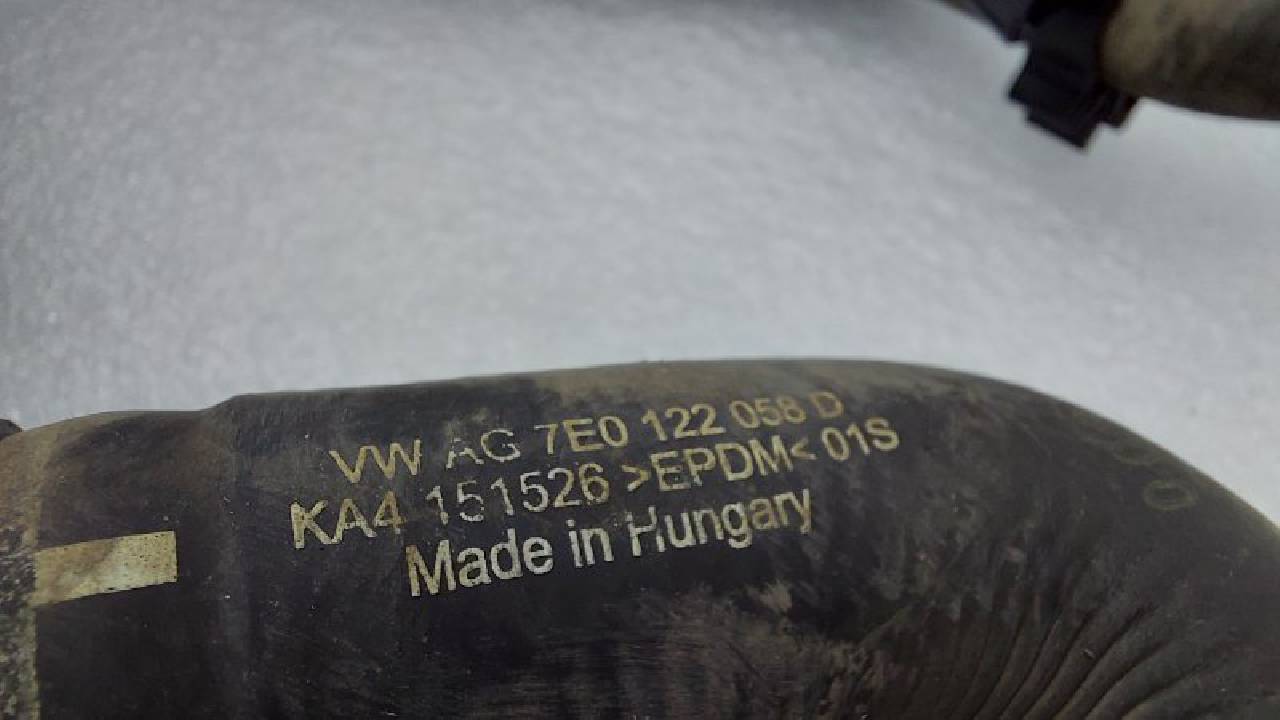 VW AG 7E0 122 058 D
KA4 151526 >EPDM< 01S
Made in Hungary